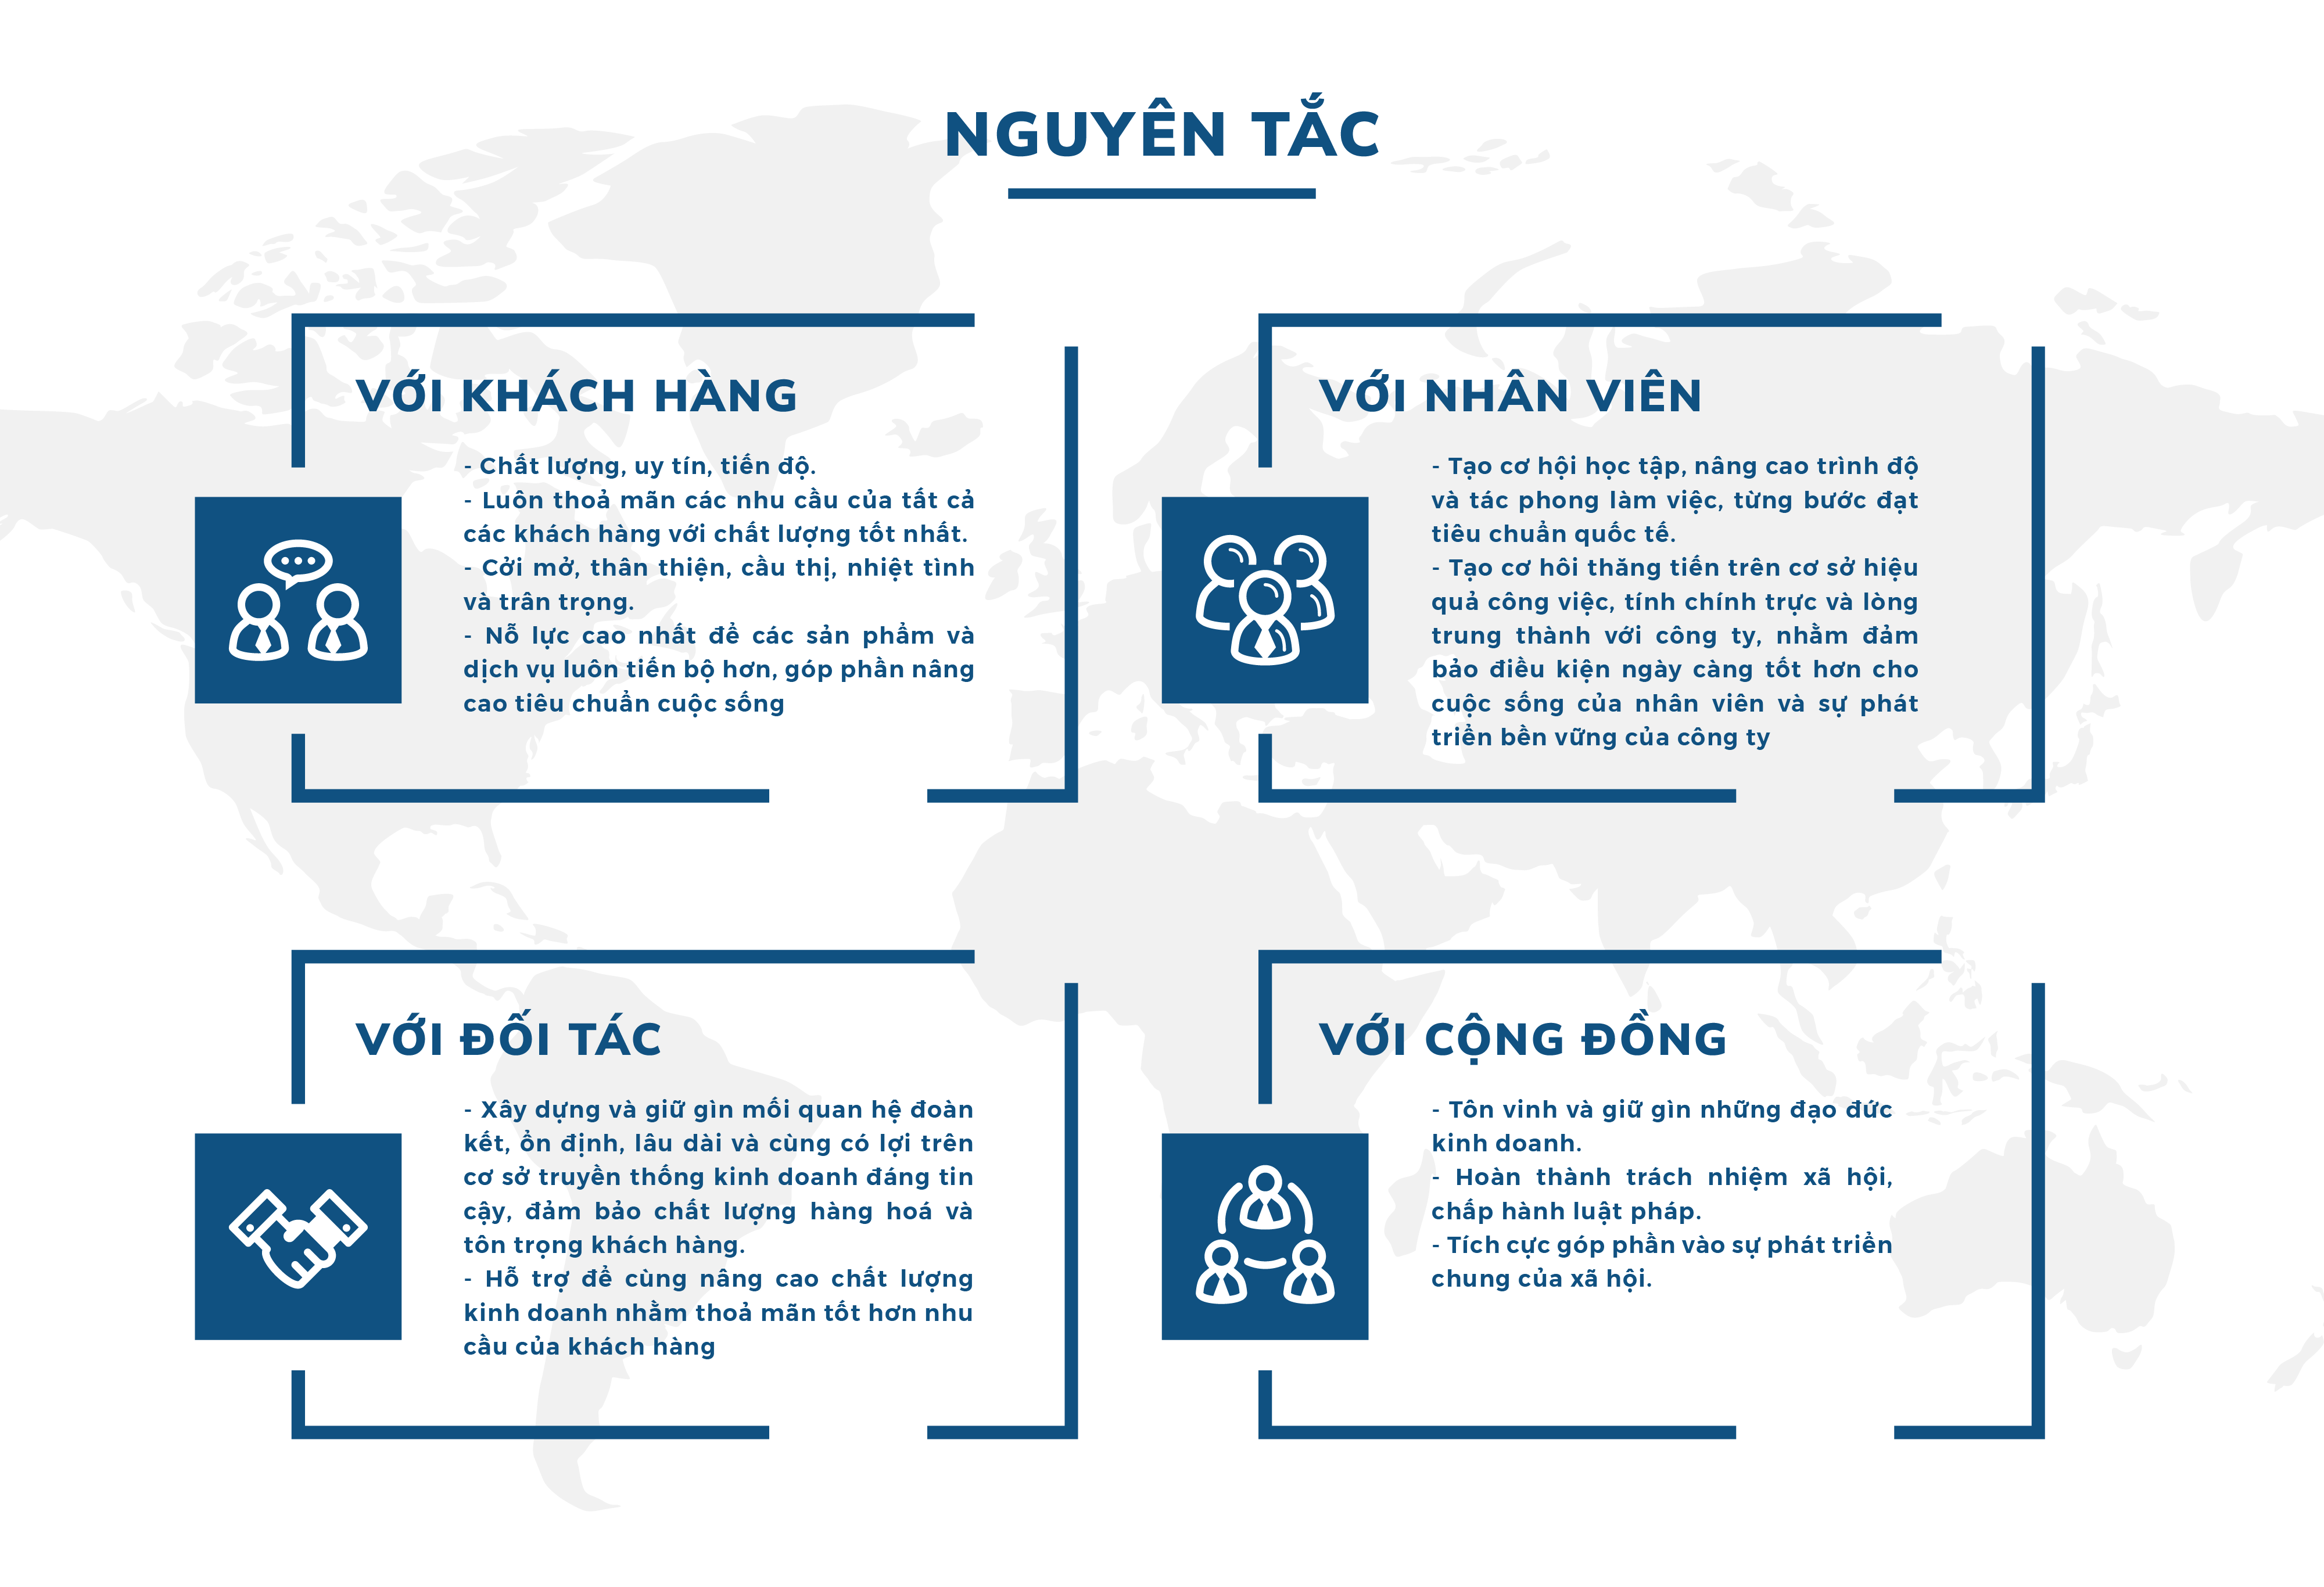 NGUYÊN TẮC
VỚI KHÁCH HÀNG
- Chất lượng, uy tín, tiến độ.
- Luôn thoả mãn các nhu cầu của tất cả
các khách hàng với chất lượng tốt nhất.
- Cởi mở, thân thiện, cầu thị, nhiệt tình
và trân trọng.
- Nỗ lực cao nhất để các sản phẩm và
dịch vụ luôn tiến bộ hơn, góp phần nâng
cao tiêu chuẩn cuộc sống
VỚI NHÂN VIÊN
- Tạo cơ hội học tập, nâng cao trình độ
và tác phong làm việc, từng bước đạt
tiêu chuẩn quốc tế.
- Tạo cơ hôi thăng tiến trên cơ sở hiệu
quả công việc, tính chính trực và lòng
trung thành với công ty, nhằm đảm
bảo điều kiện ngày càng tốt hơn cho
cuộc sống của nhân viên và sự phát
triển bền vững của công ty
VỚI ĐỐI TÁC
- Xây dựng và giữ gìn mối quan hệ đoàn
kết, ổn định, lâu dài và cùng có lợi trên
cơ sở truyền thống kinh doanh đáng tin
cậy, đảm bảo chất lượng hàng hoá và
tôn trọng khách hàng.
- Hỗ trợ để cùng nâng cao chất lượng
kinh doanh nhằm thoả mãn tốt hơn nhu
cầu của khách hàng
VỚI CỘNG ĐỒNG
- Tôn vinh và giữ gìn những đạo đức
kinh doanh.
- Hoàn thành trách nhiệm xã hội,
chấp hành luật pháp.
- Tích cực góp phần vào sự phát triển
chung của xã hội.